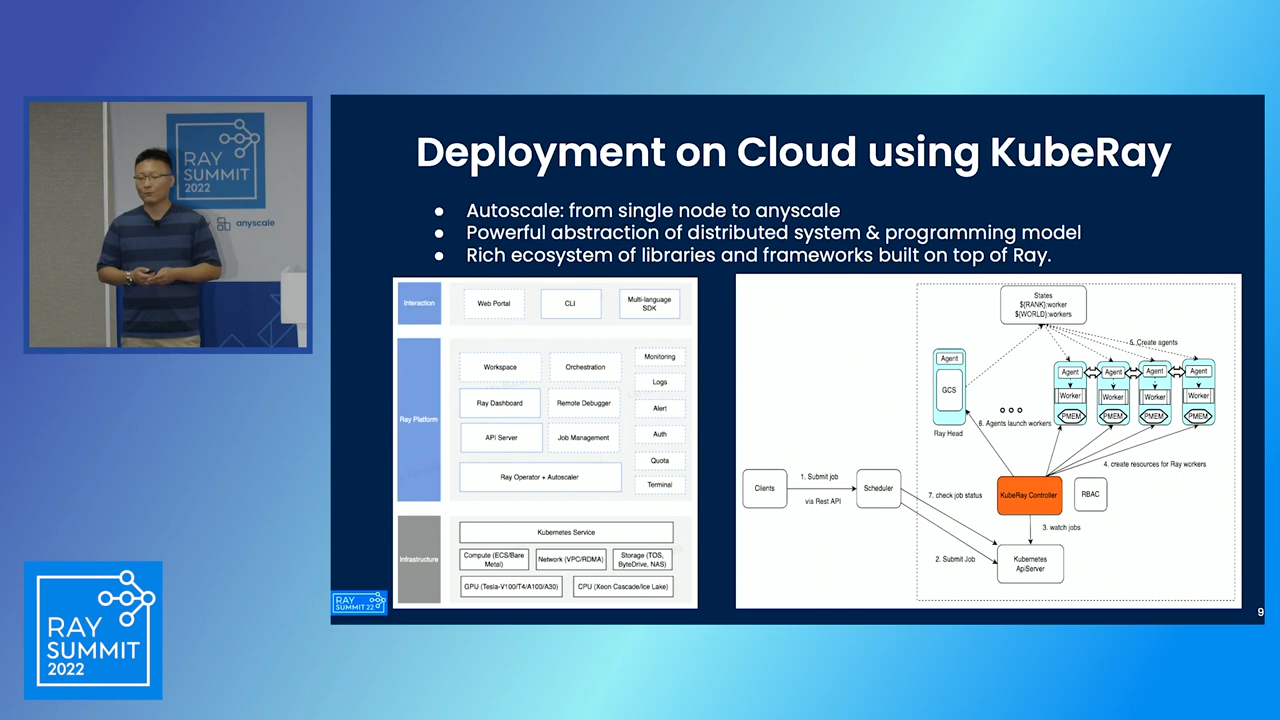 RAY
SUMMIT
2022
anyscale
Deployment on Cloud using KubeRay
● Autoscale: from single node to anyscale
● Powerful abstraction of distributed system & programming model
● Rich ecosystem of libraries and frameworks built on top of Ray.
Interaction
Web Portal
CLI
Multi-language
SDK
Ray Platform
Workspace
Orchestration
Ray Dashboard
Remote Debugger
API Server
Job Management
Ray Operator + Autoscaler
Monitoring
Logs
Alert
Auth
Quota
Terminal
Infrastructure
Kubernetes Service
Compute (ECS/Bare
Metal)
Network (VPC/RDMA)
Storage (TDS,
ByteDrive, NAS)
GPU (Tesla-V100/T4/A100/A30)
CPU (Xeon Cascade/Ice Lake)
States
${RANK}:worker
${WORLD}:workers
5. Create agents
Agent
GCS
Ray Head
Agent
Agent
Agent
Agent
Worker
Worker
Worker
Worker
PMEM
PMEM
PMEM
PMEM
6. Agents launch workers
4. create resources for Ray workers
Clients
1. Submit job
via Rest API
Scheduler
7. check job status
KubeRay Controller
RBAC
3. watch jobs
2. Submit Job
Kubernetes
ApiServer
RAY
SUMMIT 22
9
RAY
SUMMIT
2022